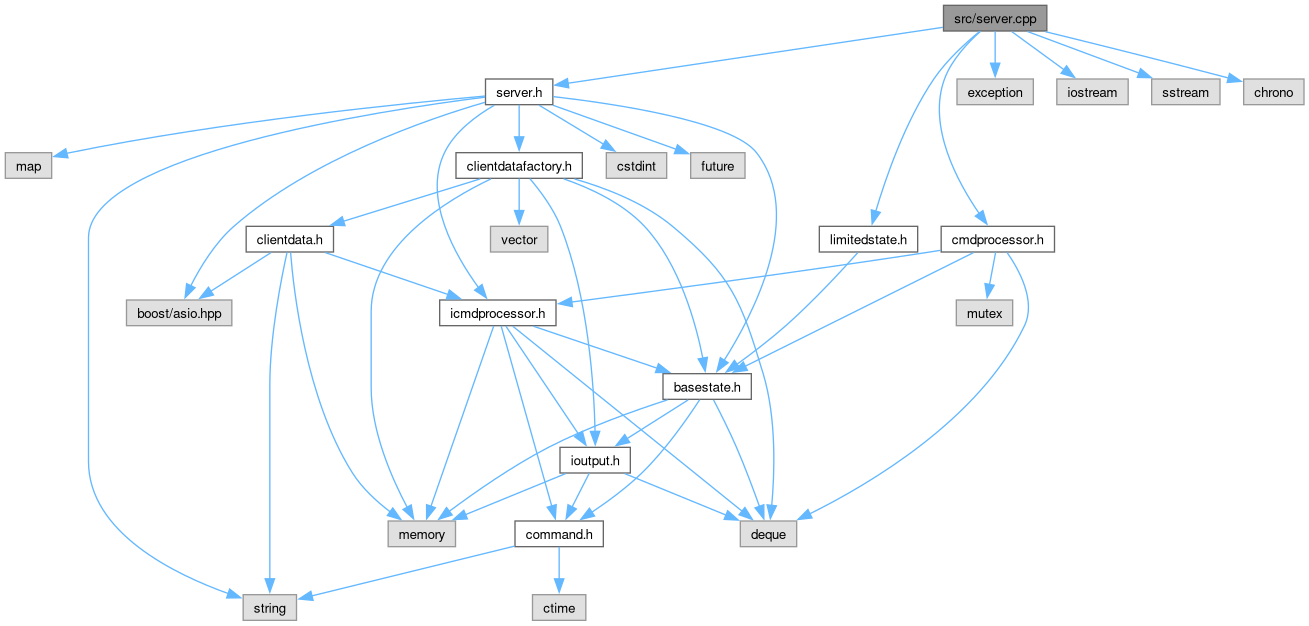 src/server.cpp
server.h
exception
iostream
sstream
chrono
map
clientdatafactory.h
cstdint
future
clientdata.h
vector
limitedstate.h
cmdprocessor.h
boost/asio.hpp
icmdprocessor.h
mutex
basestate.h
ioutput.h
memory
command.h
deque
string
ctime